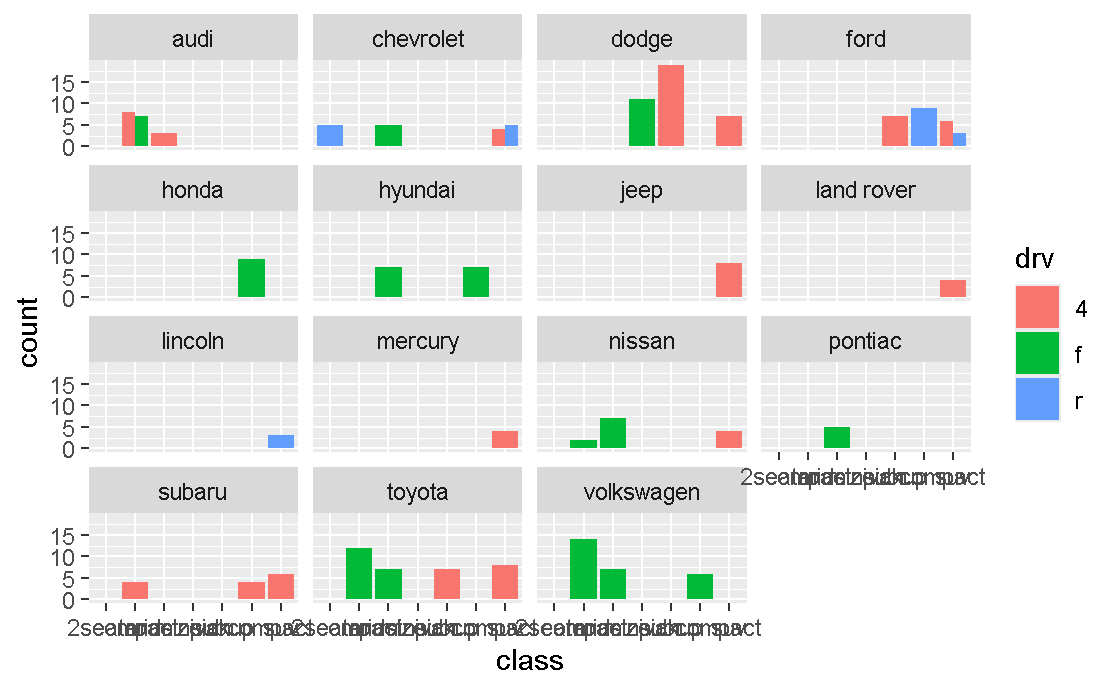 audi chevrolet dodge ford
15
10
5
0
honda hyundai jeep land rover
15
10
5
0
lincoln mercury nissan pontiac
15
10
5
0
subaru toyota volkswagen
15
10
5
0
count
class
drv
4
f
r